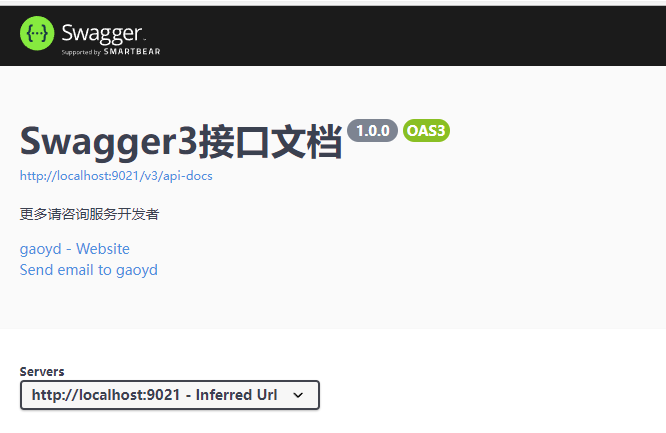 Swagger
Supported by SMARTBEAR
Swagger3接口文档 1.0.0 OAS3
http://localhost:9021/v3/api-docs
更多请咨询服务开发者
gaoyd - Website
Send email to gaoyd
Servers
http://localhost:9021 - Inferred Url